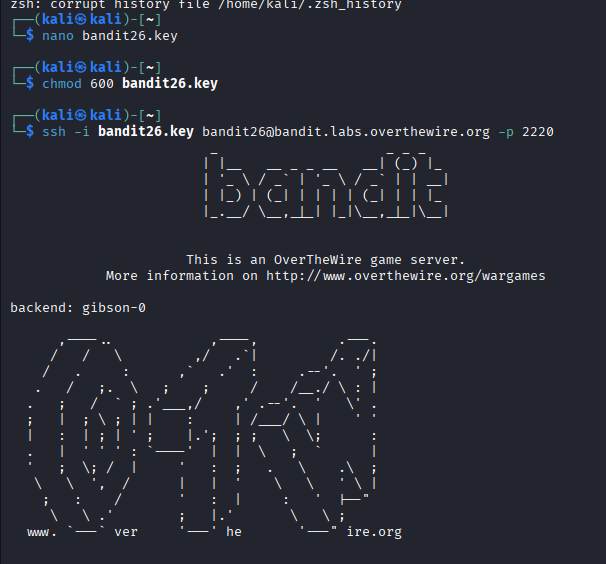 zsh: corrupt history file /home/kali/.zsh_history
┌──(kali㉿kali)-[~]
└─$ nano bandit26.key
┌──(kali㉿kali)-[~]
└─$ chmod 600 bandit26.key
┌──(kali㉿kali)-[~]
└─$ ssh -i bandit26.key bandit26@bandit.labs.overthewire.org -p 2220
bandit
This is an OverTheWire game server.
More information on http://www.overthewire.org/wargames
backend: gibson-0
www. ver he ire.org